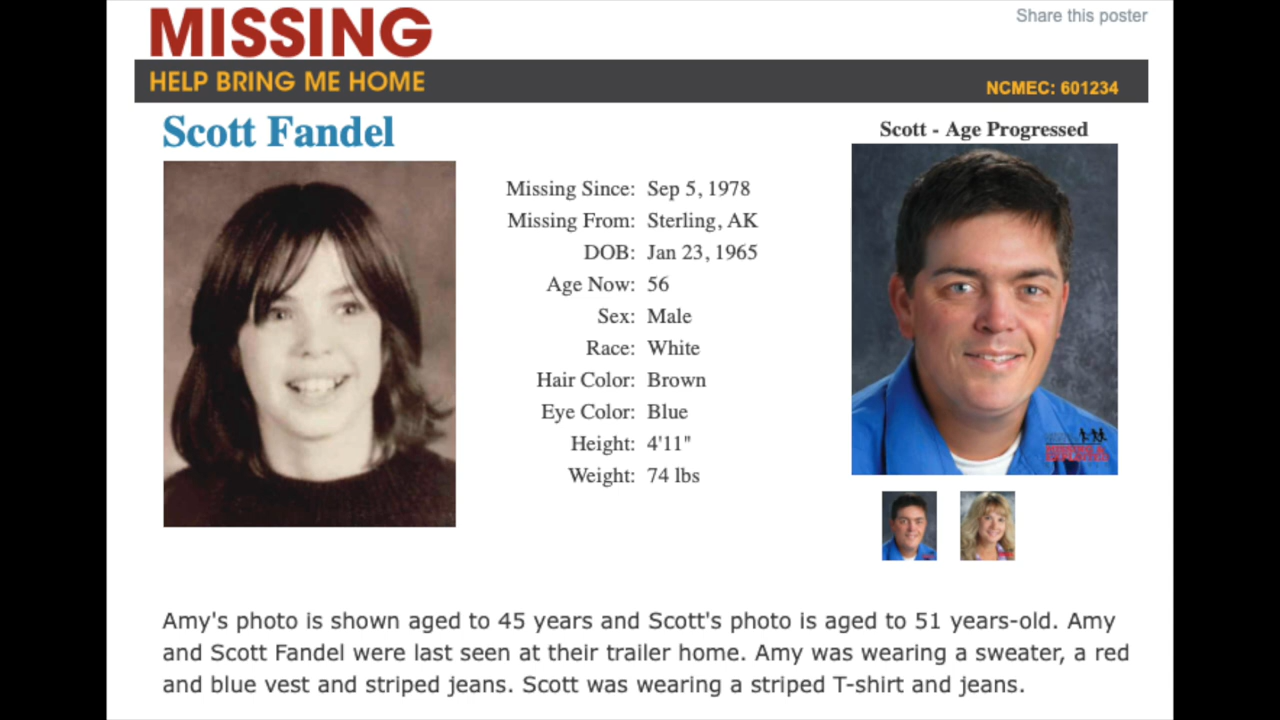 MISSING
Share this poster
HELP BRING ME HOME
NCMEC: 601234
Scott Fandel
Scott - Age Progressed
Missing Since: Sep 5, 1978
Missing From: Sterling, AK
DOB: Jan 23, 1965
Age Now: 56
Sex: Male
Race: White
Hair Color: Brown
Eye Color: Blue
Height: 4'11"
Weight: 74 lbs
Amy's photo is shown aged to 45 years and Scott's photo is aged to 51 years-old. Amy
and Scott Fandel were last seen at their trailer home. Amy was wearing a sweater, a red
and blue vest and striped jeans. Scott was wearing a striped T-shirt and jeans.